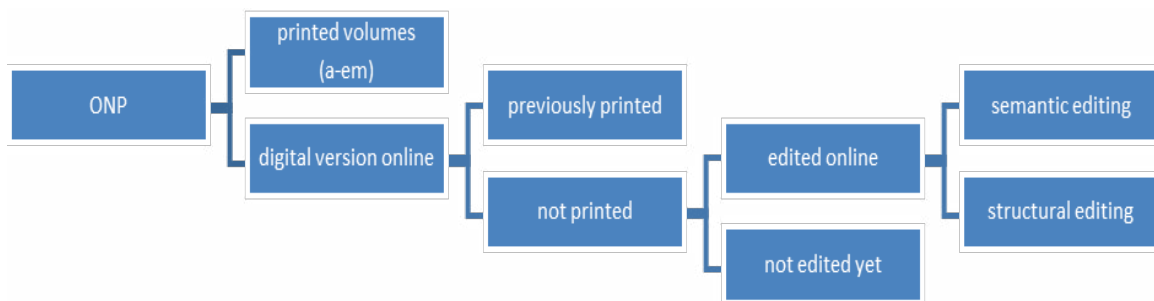 ONP
printed volumes
(a-em)
digital version online
previously printed
not printed
edited online
not edited yet
semantic editing
structural editing